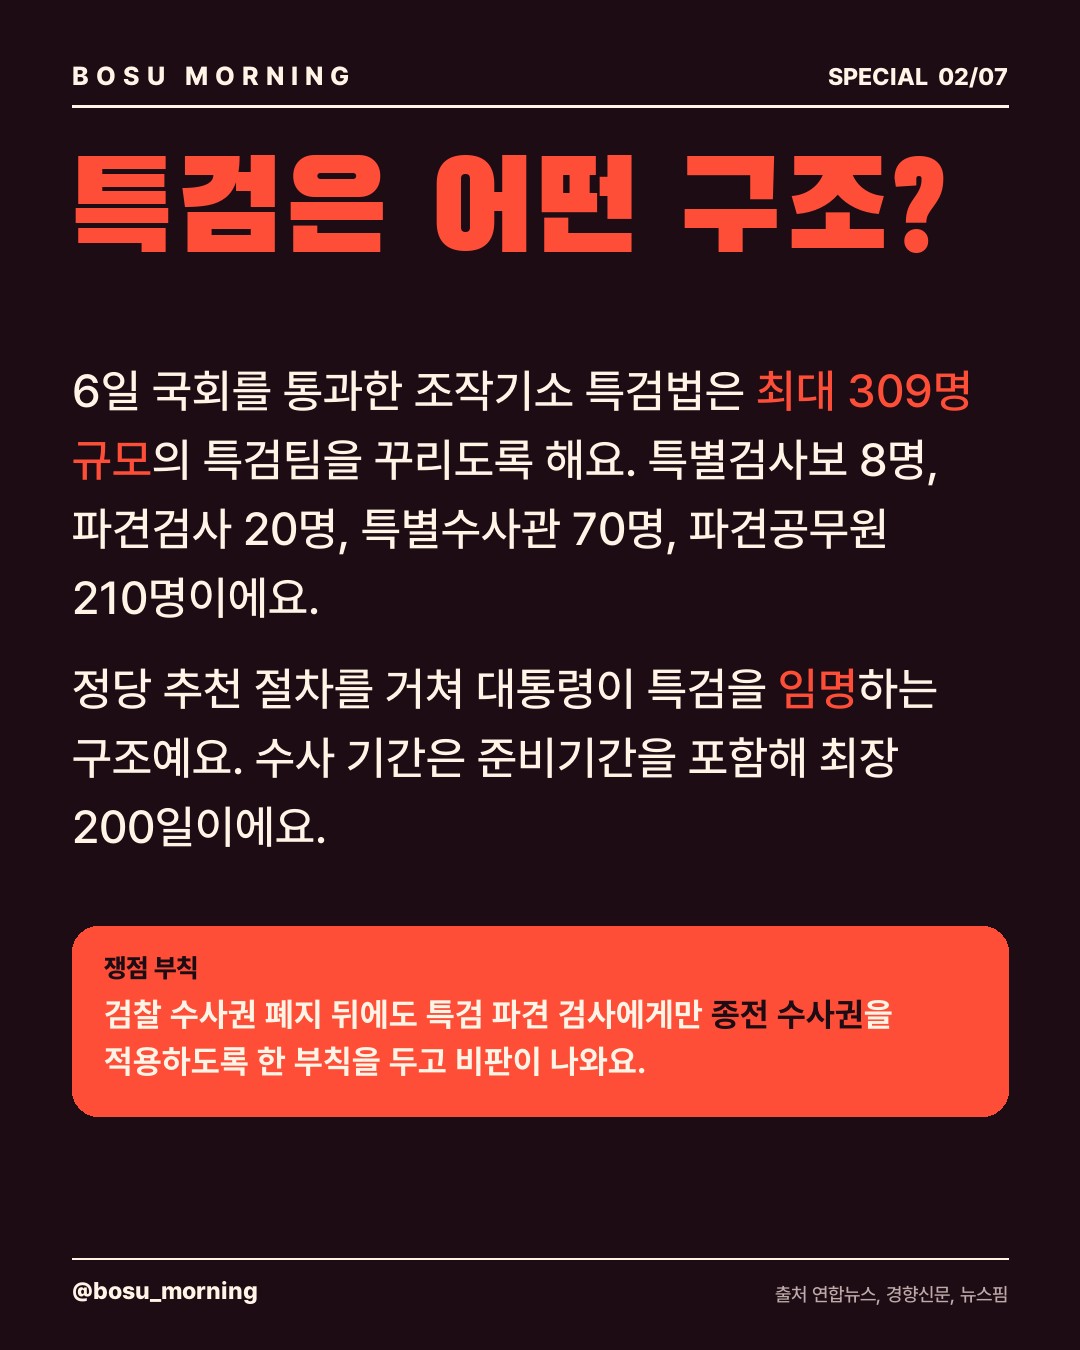 BOSU MORNING
SPECIAL 02/07
특검은 어떤 구조?
6일 국회를 통과한 조작기소 특검법은 최대 309명
규모의 특검팀을 꾸리도록 해요. 특별검사보 8명,
파견검사 20명, 특별수사관 70명, 파견공무원
210명이에요.
정당 추천 절차를 거쳐 대통령이 특검을 임명하는
구조예요. 수사 기간은 준비기간을 포함해 최장
200일이에요.
쟁점 부칙
검찰 수사권 폐지 뒤에도 특검 파견 검사에게만 종전 수사권을
적용하도록 한 부칙을 두고 비판이 나와요.
@bosu_morning
출처 연합뉴스, 경향신문, 뉴스핌